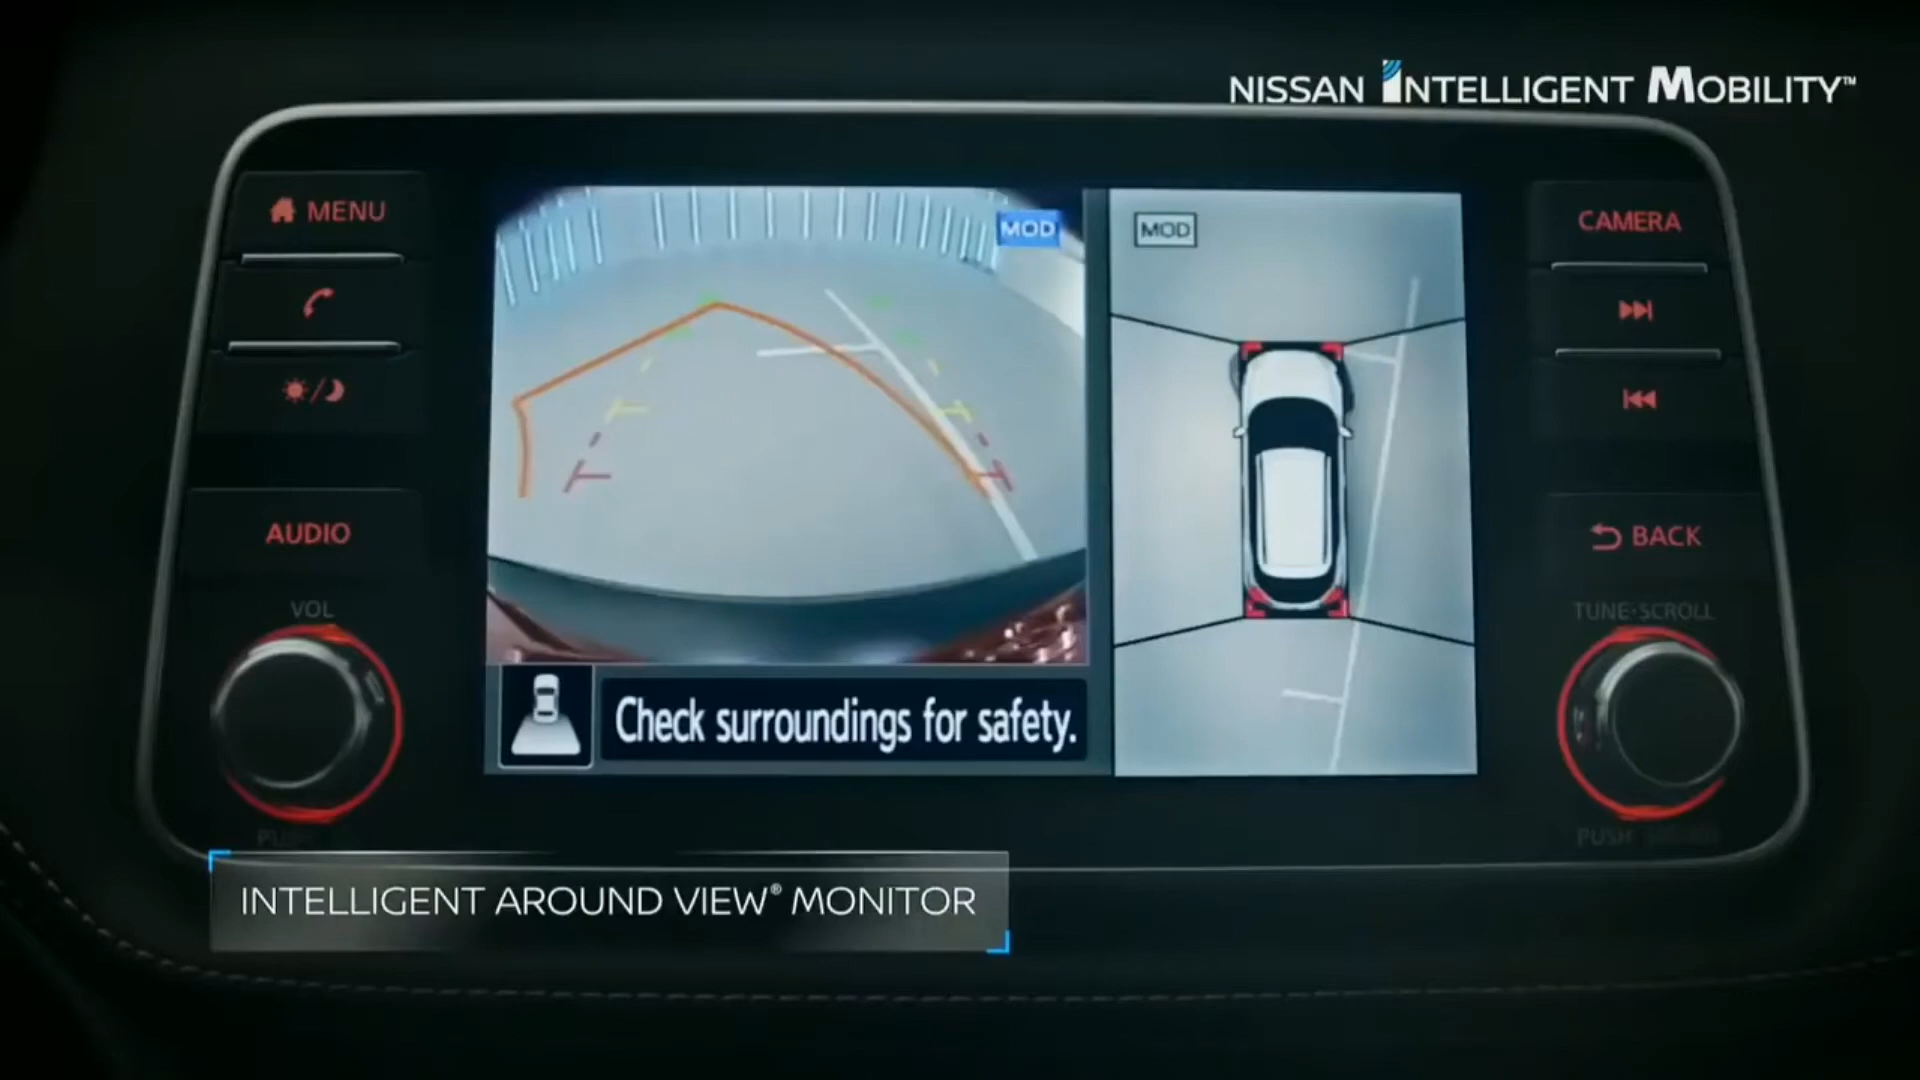 NISSAN INTELLIGENT MOBILITY™
MENU
CAMERA
MOD
MOD
AUDIO
BACK
VOL
TUNE•SCROLL
Check surroundings for safety.
PUSH
INTELLIGENT AROUND VIEW® MONITOR